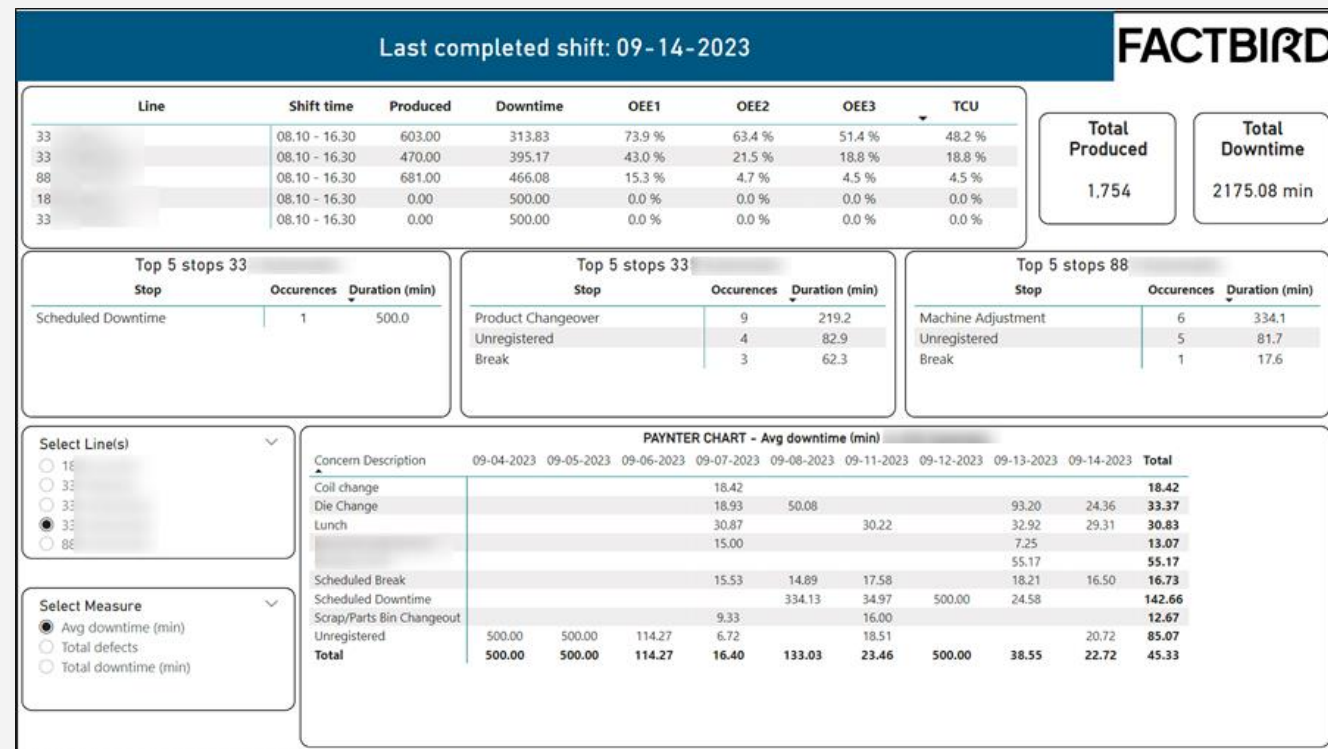 Last completed shift: 09-14-2023
FACTBIRD
Line Shift time Produced Downtime OEE1 OEE2 OEE3 TCU
33 08.10 - 16.30 603.00 313.83 73.9 % 63.4 % 51.4 % 48.2 %
33 08.10 - 16.30 470.00 395.17 43.0 % 21.5 % 18.8 % 18.8 %
88 08.10 - 16.30 681.00 466.08 15.3 % 4.7 % 4.5 % 4.5 %
18 08.10 - 16.30 0.00 500.00 0.0 % 0.0 % 0.0 % 0.0 %
33 08.10 - 16.30 0.00 500.00 0.0 % 0.0 % 0.0 % 0.0 %
Total
Produced
1,754
Total
Downtime
2175.08 min
Top 5 stops 33
Stop Occurences Duration (min)
Scheduled Downtime 1 500.0
Top 5 stops 33
Stop Occurences Duration (min)
Product Changeover 9 219.2
Unregistered 4 82.9
Break 3 62.3
Top 5 stops 88
Stop Occurences Duration (min)
Machine Adjustment 6 334.1
Unregistered 5 81.7
Break 1 17.6
Select Line(s)
18
33
33
33
88
Select Measure
Avg downtime (min)
Total defects
Total downtime (min)
PAYNTER CHART - Avg downtime (min)
Concern Description 09-04-2023 09-05-2023 09-06-2023 09-07-2023 09-08-2023 09-11-2023 09-12-2023 09-13-2023 09-14-2023 Total
Coil change 18.42 18.42
Die Change 18.93 50.08 93.20 24.36 33.37
Lunch 30.87 30.22 32.92 29.31 30.83
15.00 7.25 13.07
55.17 55.17
Scheduled Break 15.53 14.89 17.58 18.21 16.50 16.73
Scheduled Downtime 334.13 34.97 500.00 24.58 142.66
Scrap/Parts Bin Changeout 9.33 16.00 12.67
Unregistered 500.00 500.00 114.27 6.72 18.51 20.72 85.07
Total 500.00 500.00 114.27 16.40 133.03 23.46 500.00 38.55 22.72 45.33